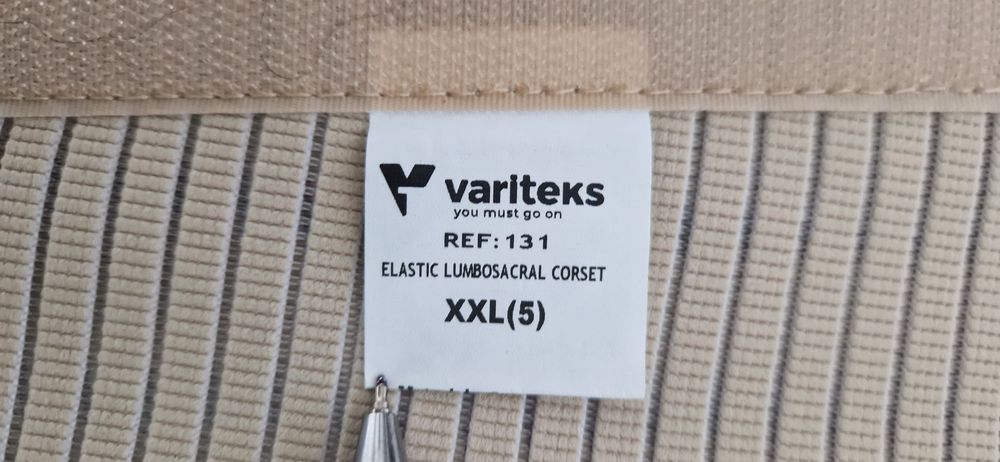 variteks
you must go on
REF:131
ELASTIC LUMBOSACRAL CORSET
XXL(5)